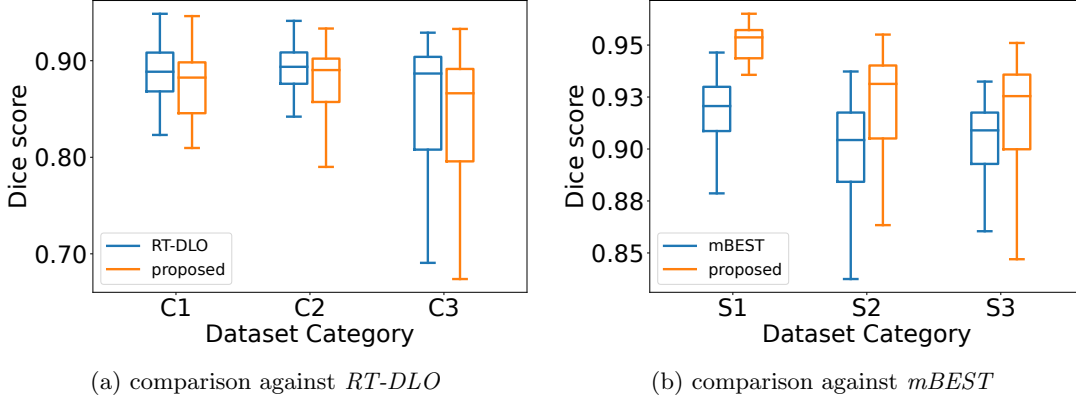 0.90
0.80
0.70
Dice score
RT-DLO
proposed
C1 C2 C3
Dataset Category
(a) comparison against RT-DLO
0.95
0.93
0.90
0.88
0.85
Dice score
mBEST
proposed
S1 S2 S3
Dataset Category
(b) comparison against mBEST